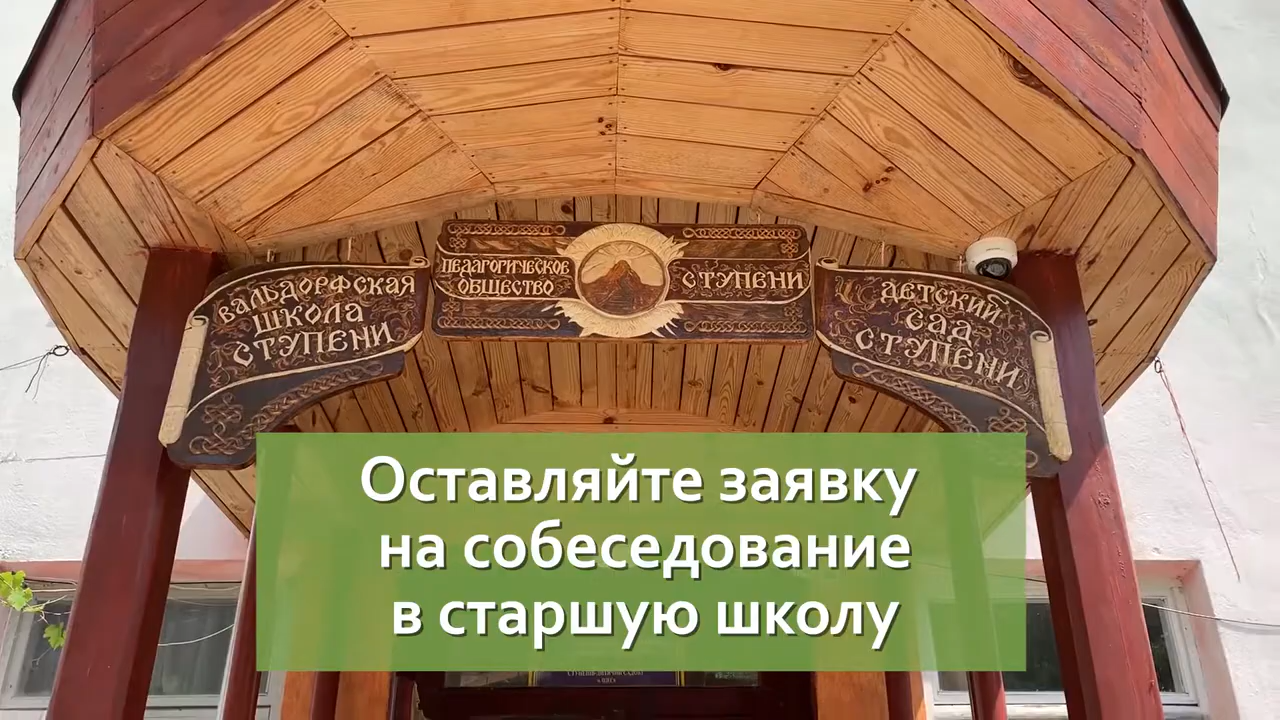 ВАЛЬДОРФСКАЯ
ШКОЛА
СТУПЕНИ
ПЕДАГОГИЧЕСКОЕ
ОБЩЕСТВО
СТУПЕНИ
ДЕТСКИЙ
САД
СТУПЕНИ
Оставляйте заявку
на собеседование
в старшую школу